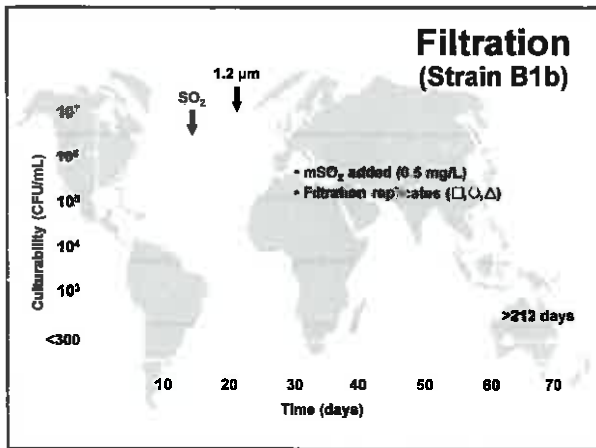 Filtration
(Strain B1b)
1.2 µm
SO₂
• mSO₂ added (0.5 mg/L)
• Filtration replicates (□,○,△)
Culturability (CFU/mL)
10⁷
10⁶
10⁵
10⁴
10³
<300
>212 days
10 20 30 40 50 60 70
Time (days)